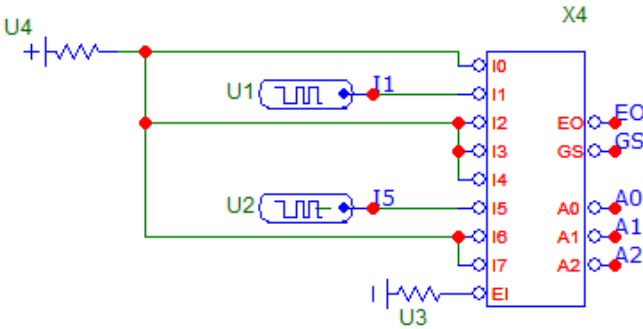 X4
U4
I0
U1 I1 I1
I2 EO EO
I3 GS GS
I4
U2 I5 I5 A0 A0
I6 A1 A1
I7 A2 A2
EI
U3